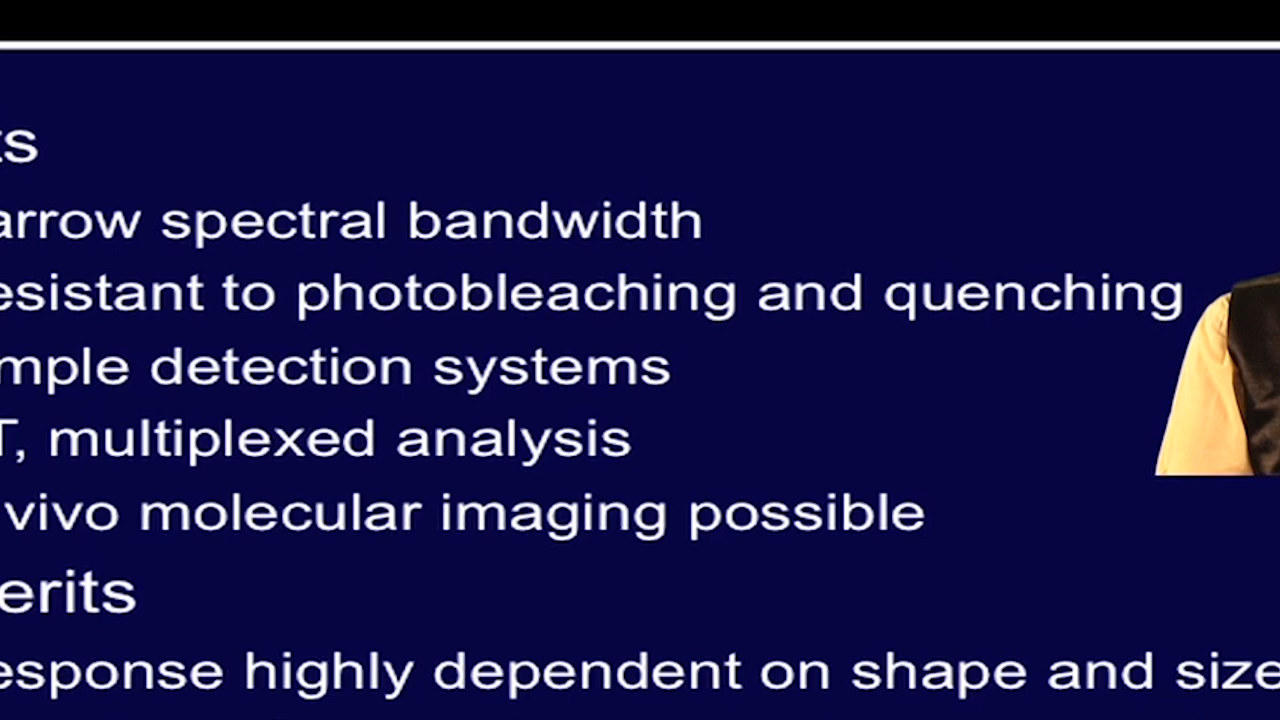 ts
arrow spectral bandwidth
esistant to photobleaching and quenching
mple detection systems
T, multiplexed analysis
vivo molecular imaging possible
erits
esponse highly dependent on shape and size